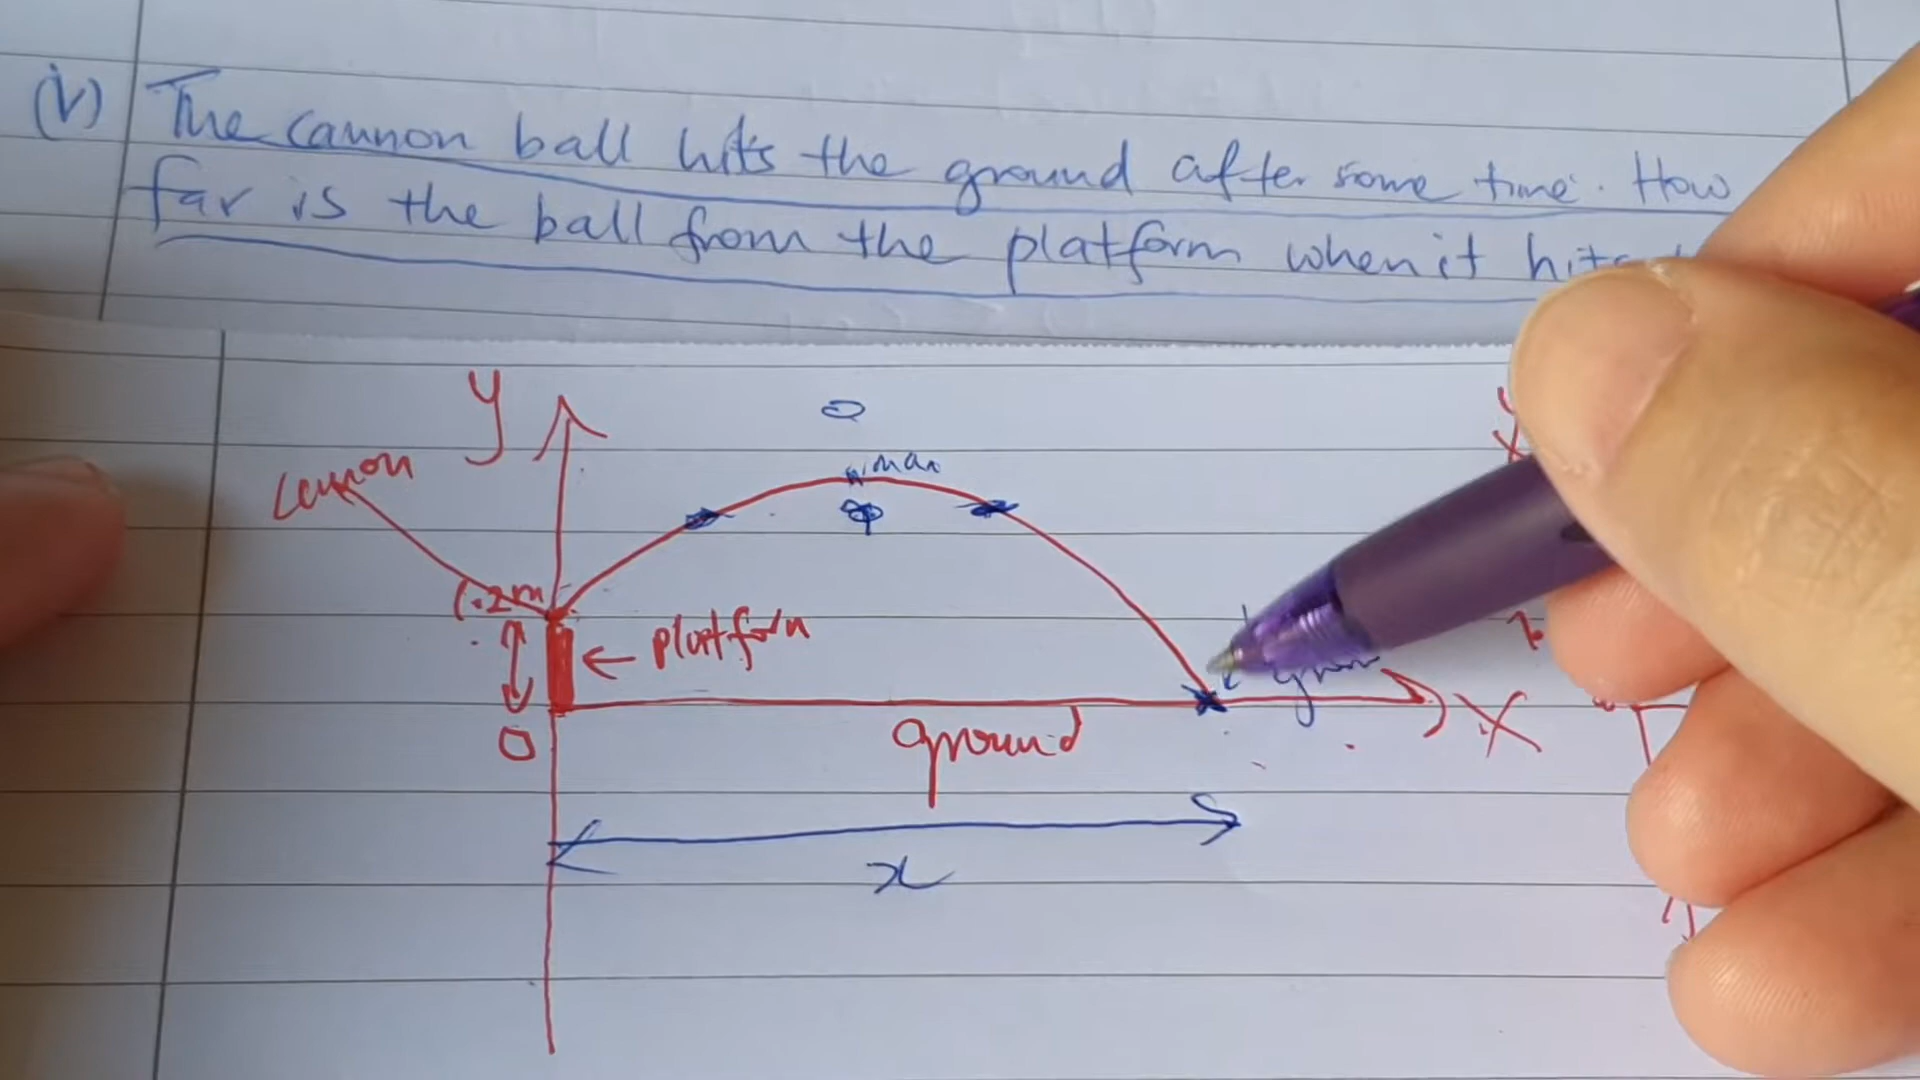 (v) The cannon ball hits the ground after some time. How
far is the ball from the platform when it hits
y
max
cannon
1.2m
← platform
0
ground
X
x